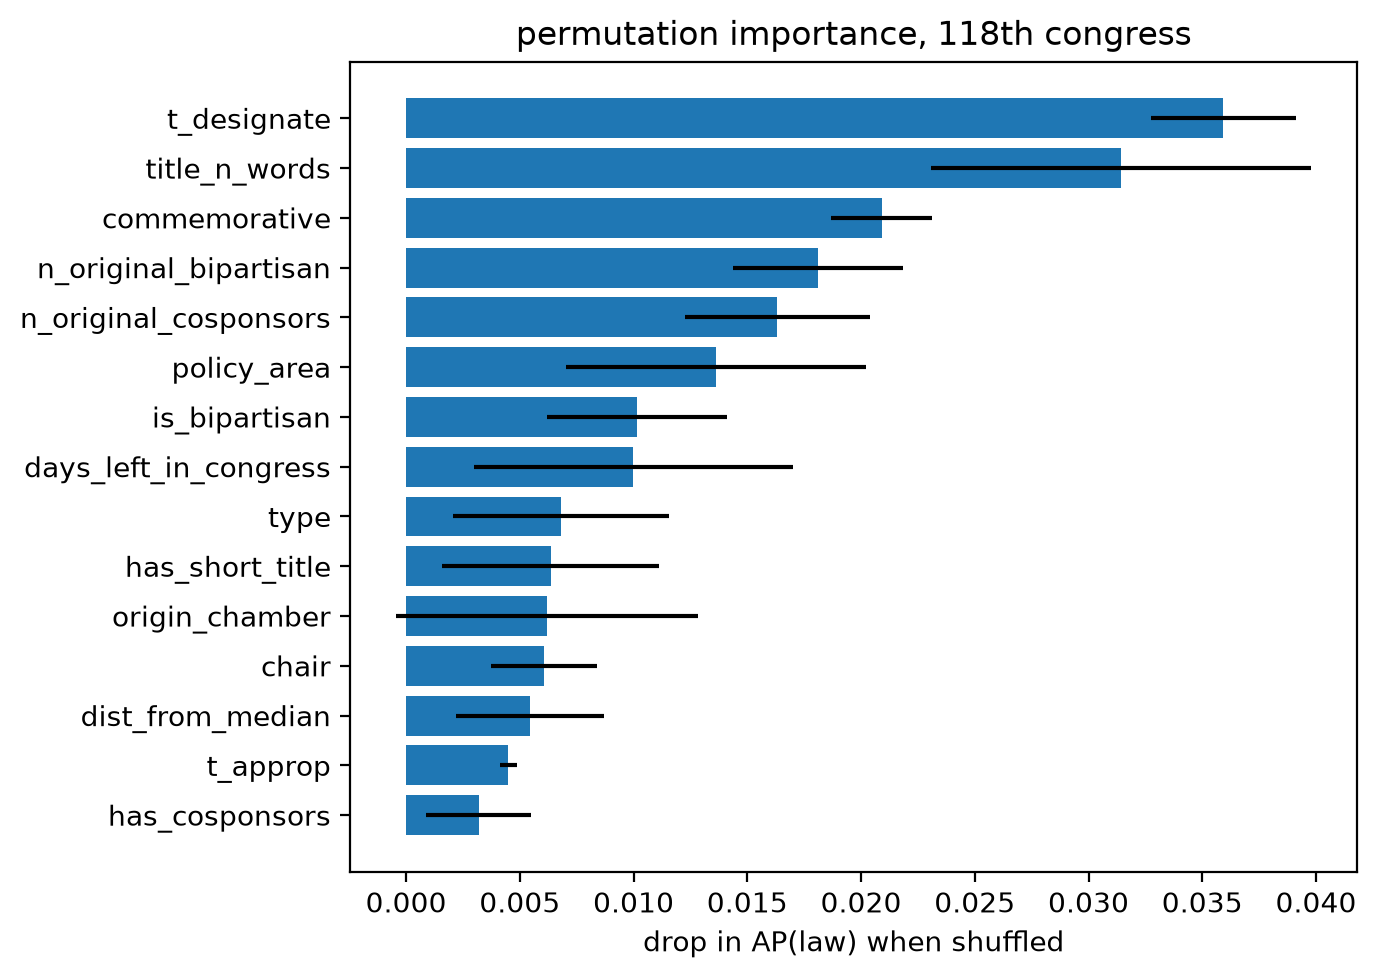 permutation importance, 118th congress
t_designate
title_n_words
commemorative
n_original_bipartisan
n_original_cosponsors
policy_area
is_bipartisan
days_left_in_congress
type
has_short_title
origin_chamber
chair
dist_from_median
t_approp
has_cosponsors
0.000 0.005 0.010 0.015 0.020 0.025 0.030 0.035 0.040
drop in AP(law) when shuffled